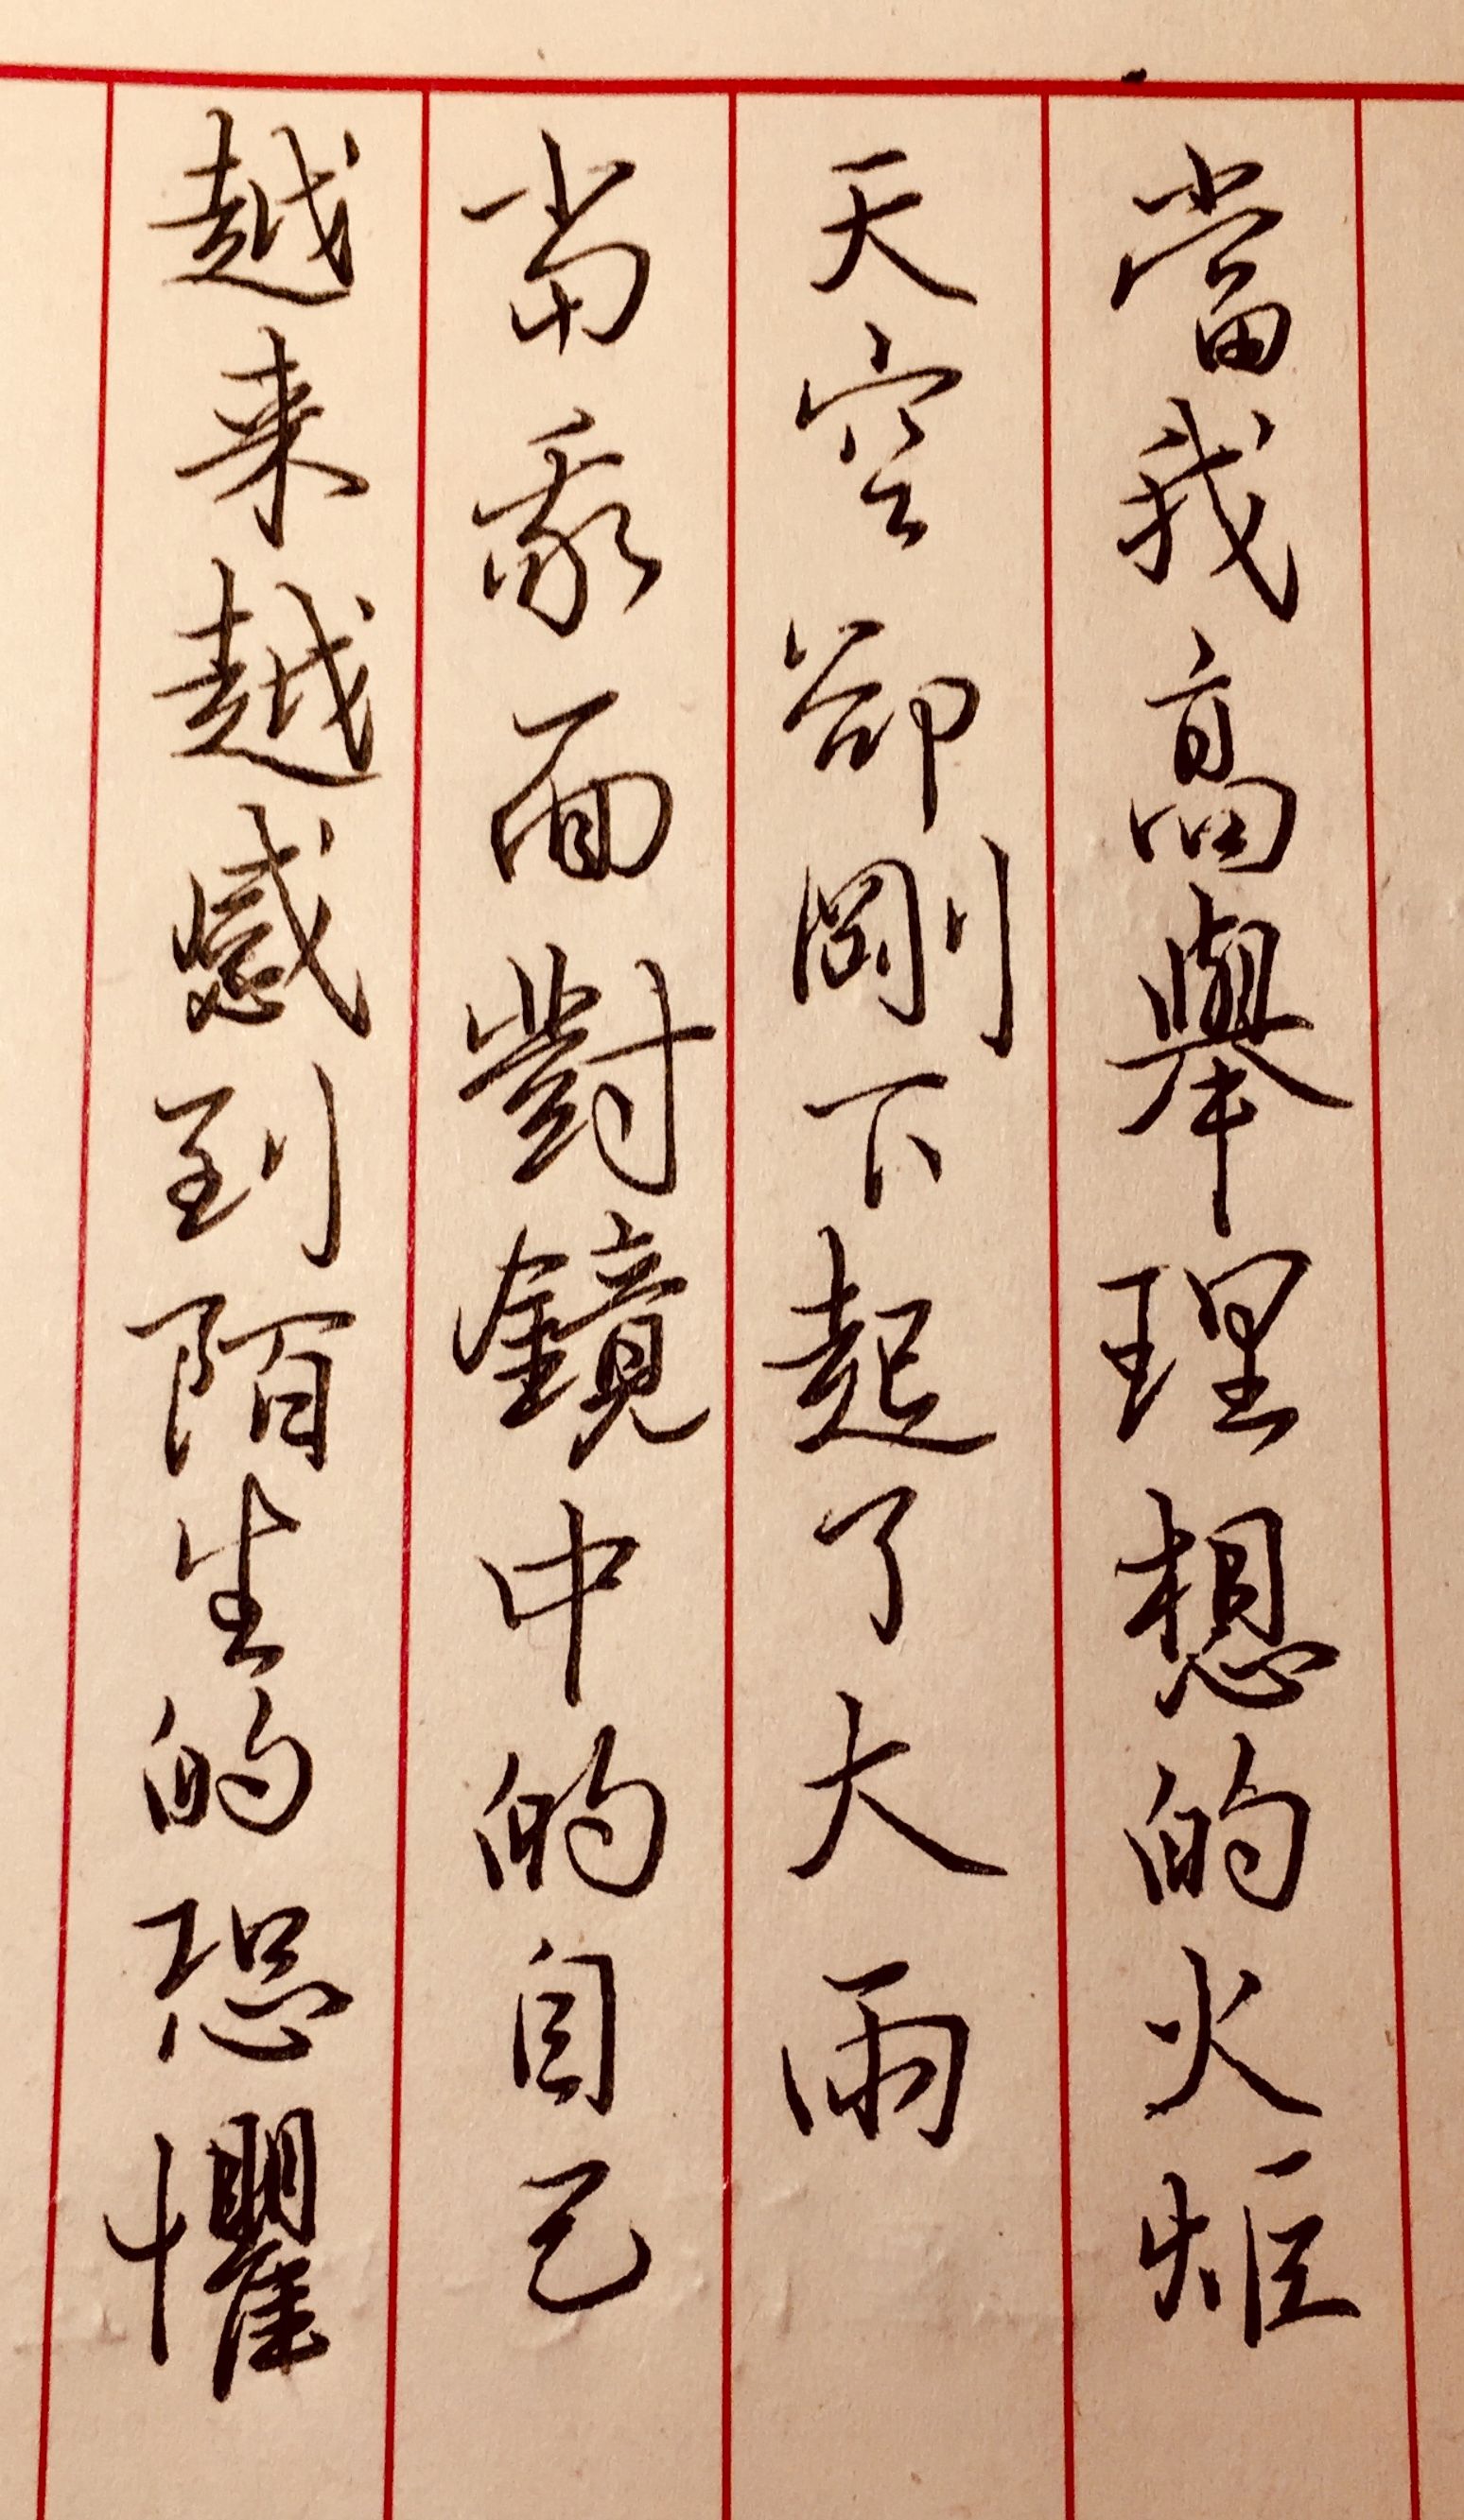 當我高舉理想的火炬
天空卻剛下起了大雨
當我面對鏡中的自己
越来越感到陌生的恐懼